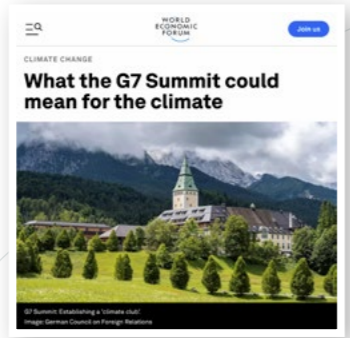 WORLD
ECONOMIC
FORUM
Join us
CLIMATE CHANGE
What the G7 Summit could
mean for the climate
G7 Summit: Establishing a 'climate club'.
Image: German Council on Foreign Relations